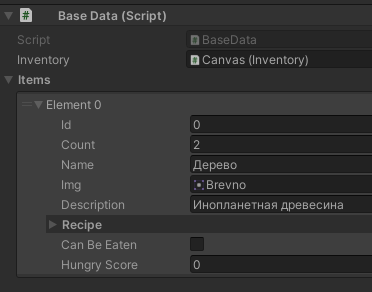 Base Data (Script)
Script BaseData
Inventory Canvas (Inventory)
Items
Element 0
Id 0
Count 2
Name Дерево
Img Brevno
Description Инопланетная древесина
Recipe
Can Be Eaten
Hungry Score 0